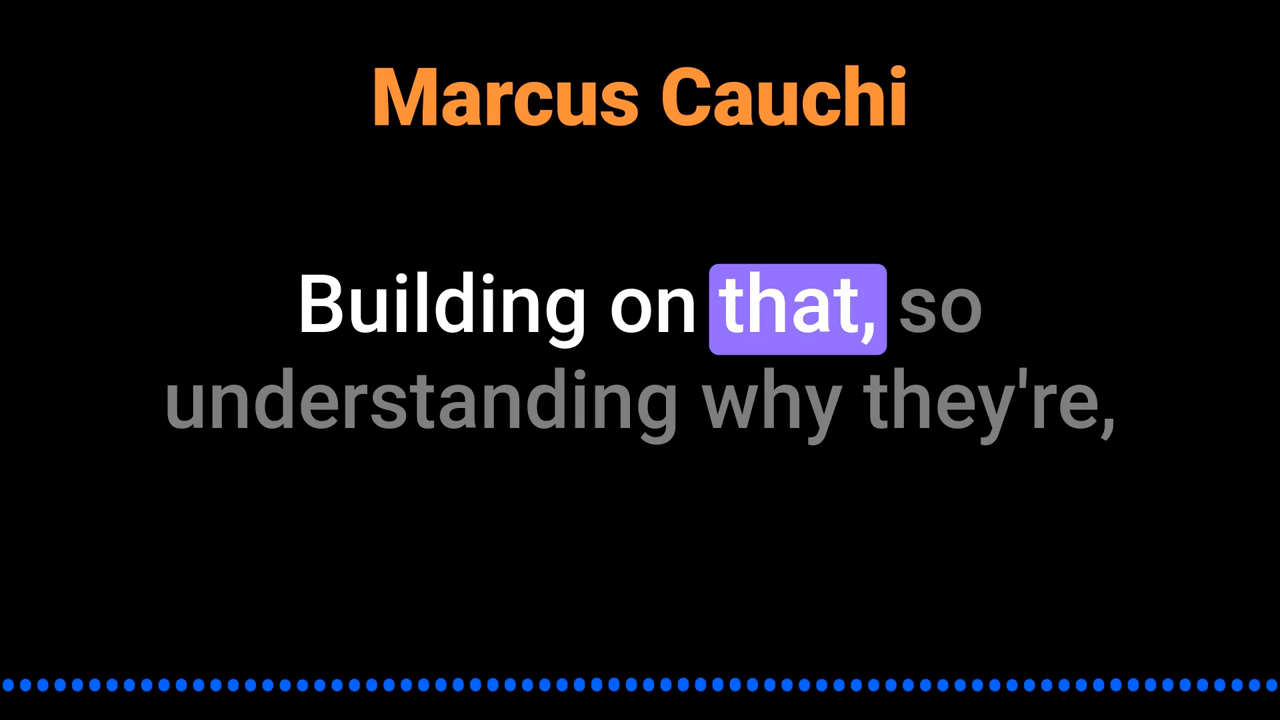 Marcus Cauchi
Building on that, so
understanding why they're,